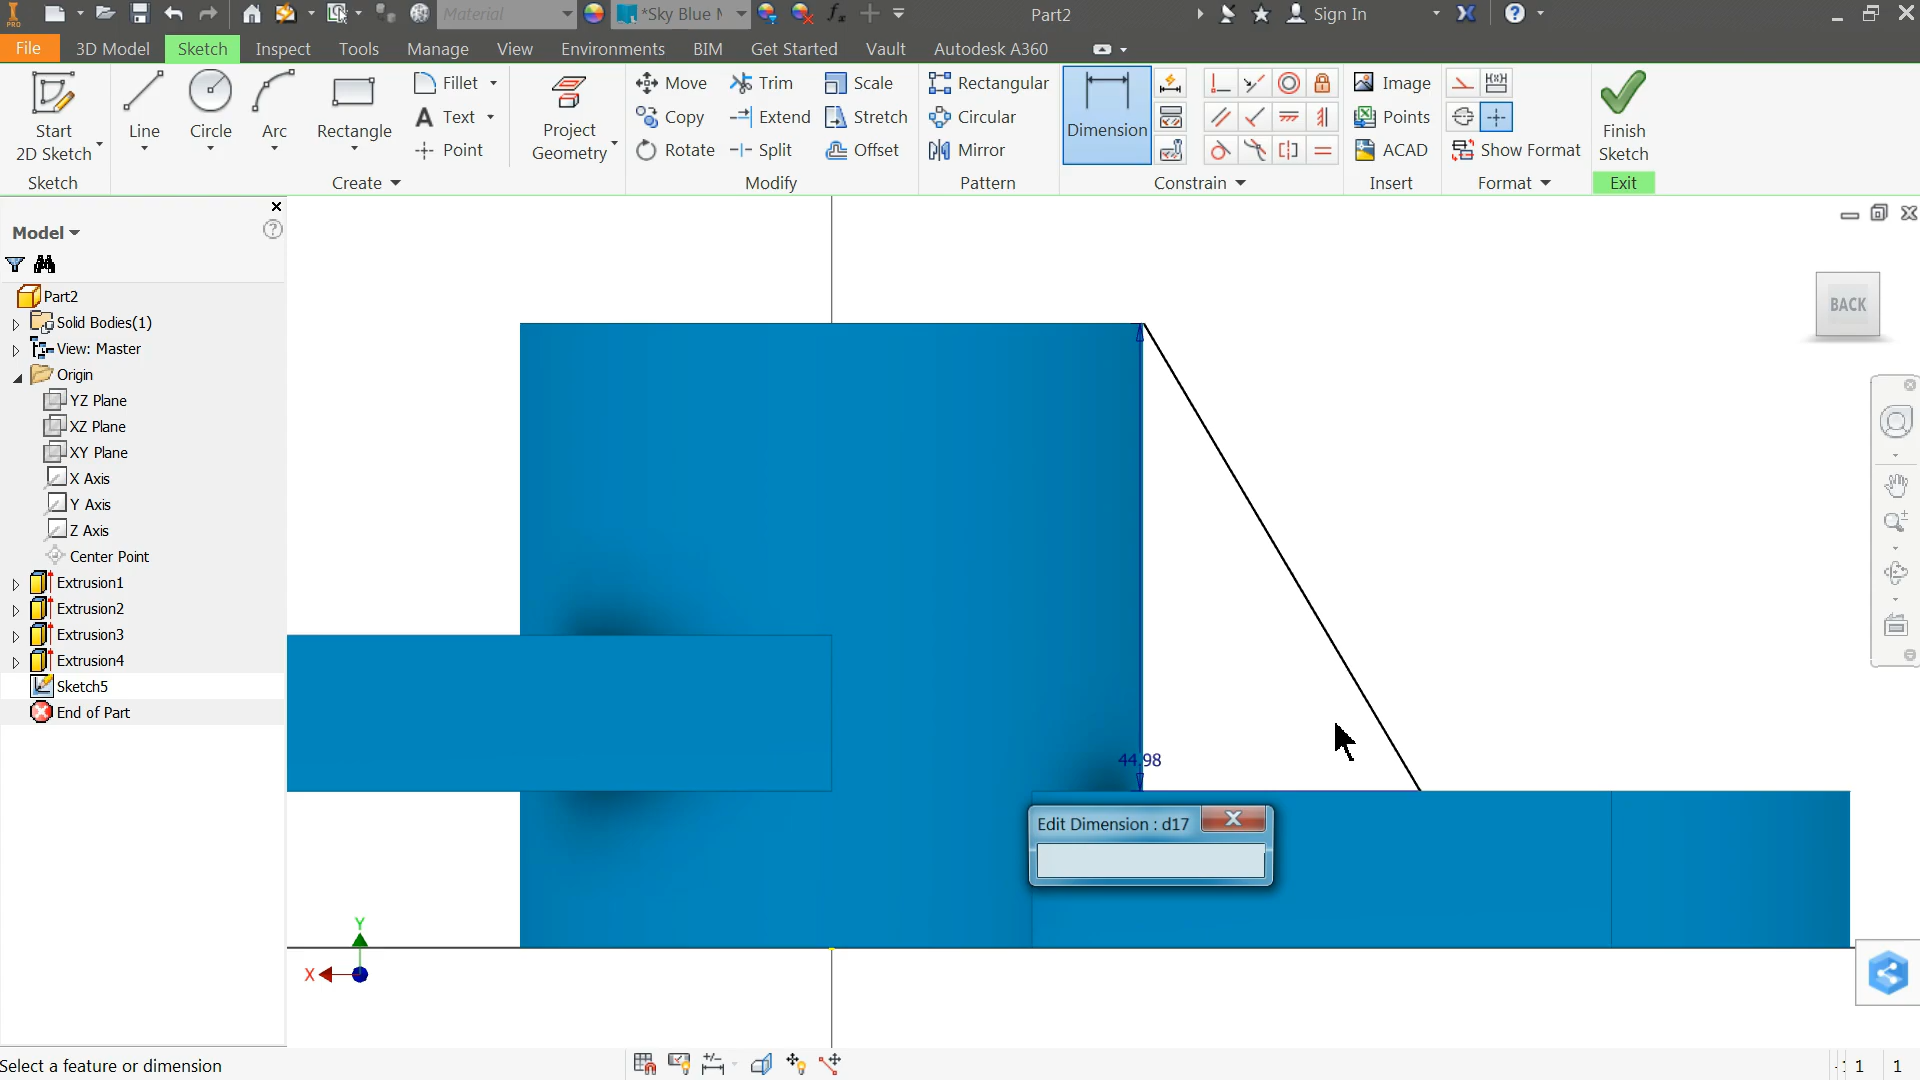 PRO
Material
*Sky Blue M
fx
Part2
Sign In
File
3D Model
Sketch
Inspect
Tools
Manage
View
Environments
BIM
Get Started
Vault
Autodesk A360
Start
2D Sketch
Line
Circle
Arc
Rectangle
Fillet
Text
Point
Project
Geometry
Move
Copy
Rotate
Trim
Extend
Split
Scale
Stretch
Offset
Rectangular
Circular
Mirror
Dimension
Image
Points
ACAD
Show Format
Finish
Sketch
Sketch
Create
Modify
Pattern
Constrain
Insert
Format
Exit
Model
Part2
Solid Bodies(1)
View: Master
Origin
YZ Plane
XZ Plane
XY Plane
X Axis
Y Axis
Z Axis
Center Point
Extrusion1
Extrusion2
Extrusion3
Extrusion4
Sketch5
End of Part
BACK
44.98
Edit Dimension : d17
Y
X
Select a feature or dimension
1
1